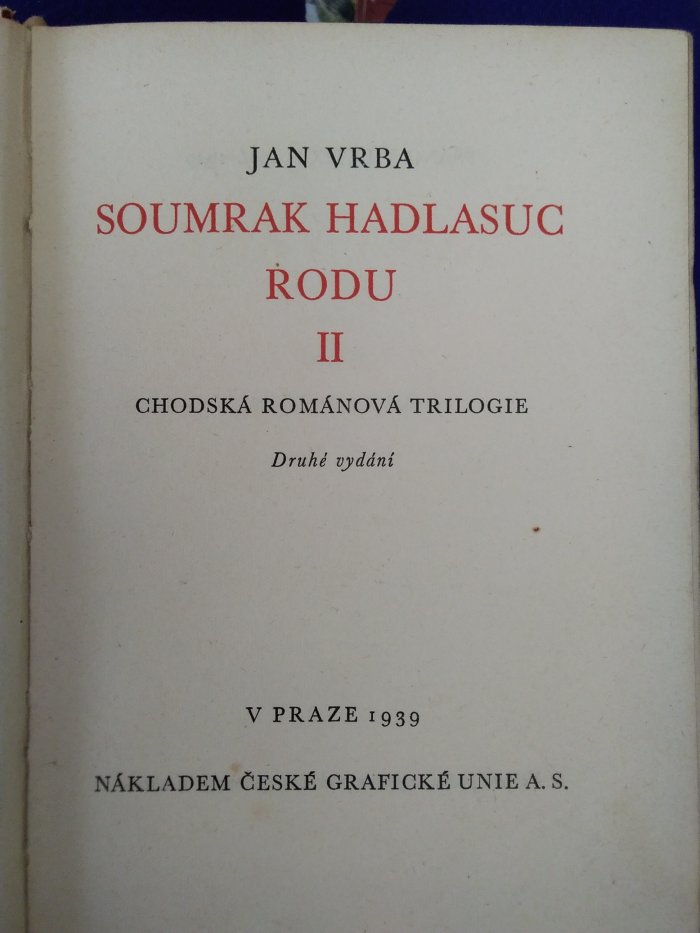 JAN VRBA
SOUMRAK HADLASUC
RODU
II
CHODSKÁ ROMÁNOVÁ TRILOGIE
Druhé vydání
V PRAZE 1939
NÁKLADEM ČESKÉ GRAFICKÉ UNIE A. S.